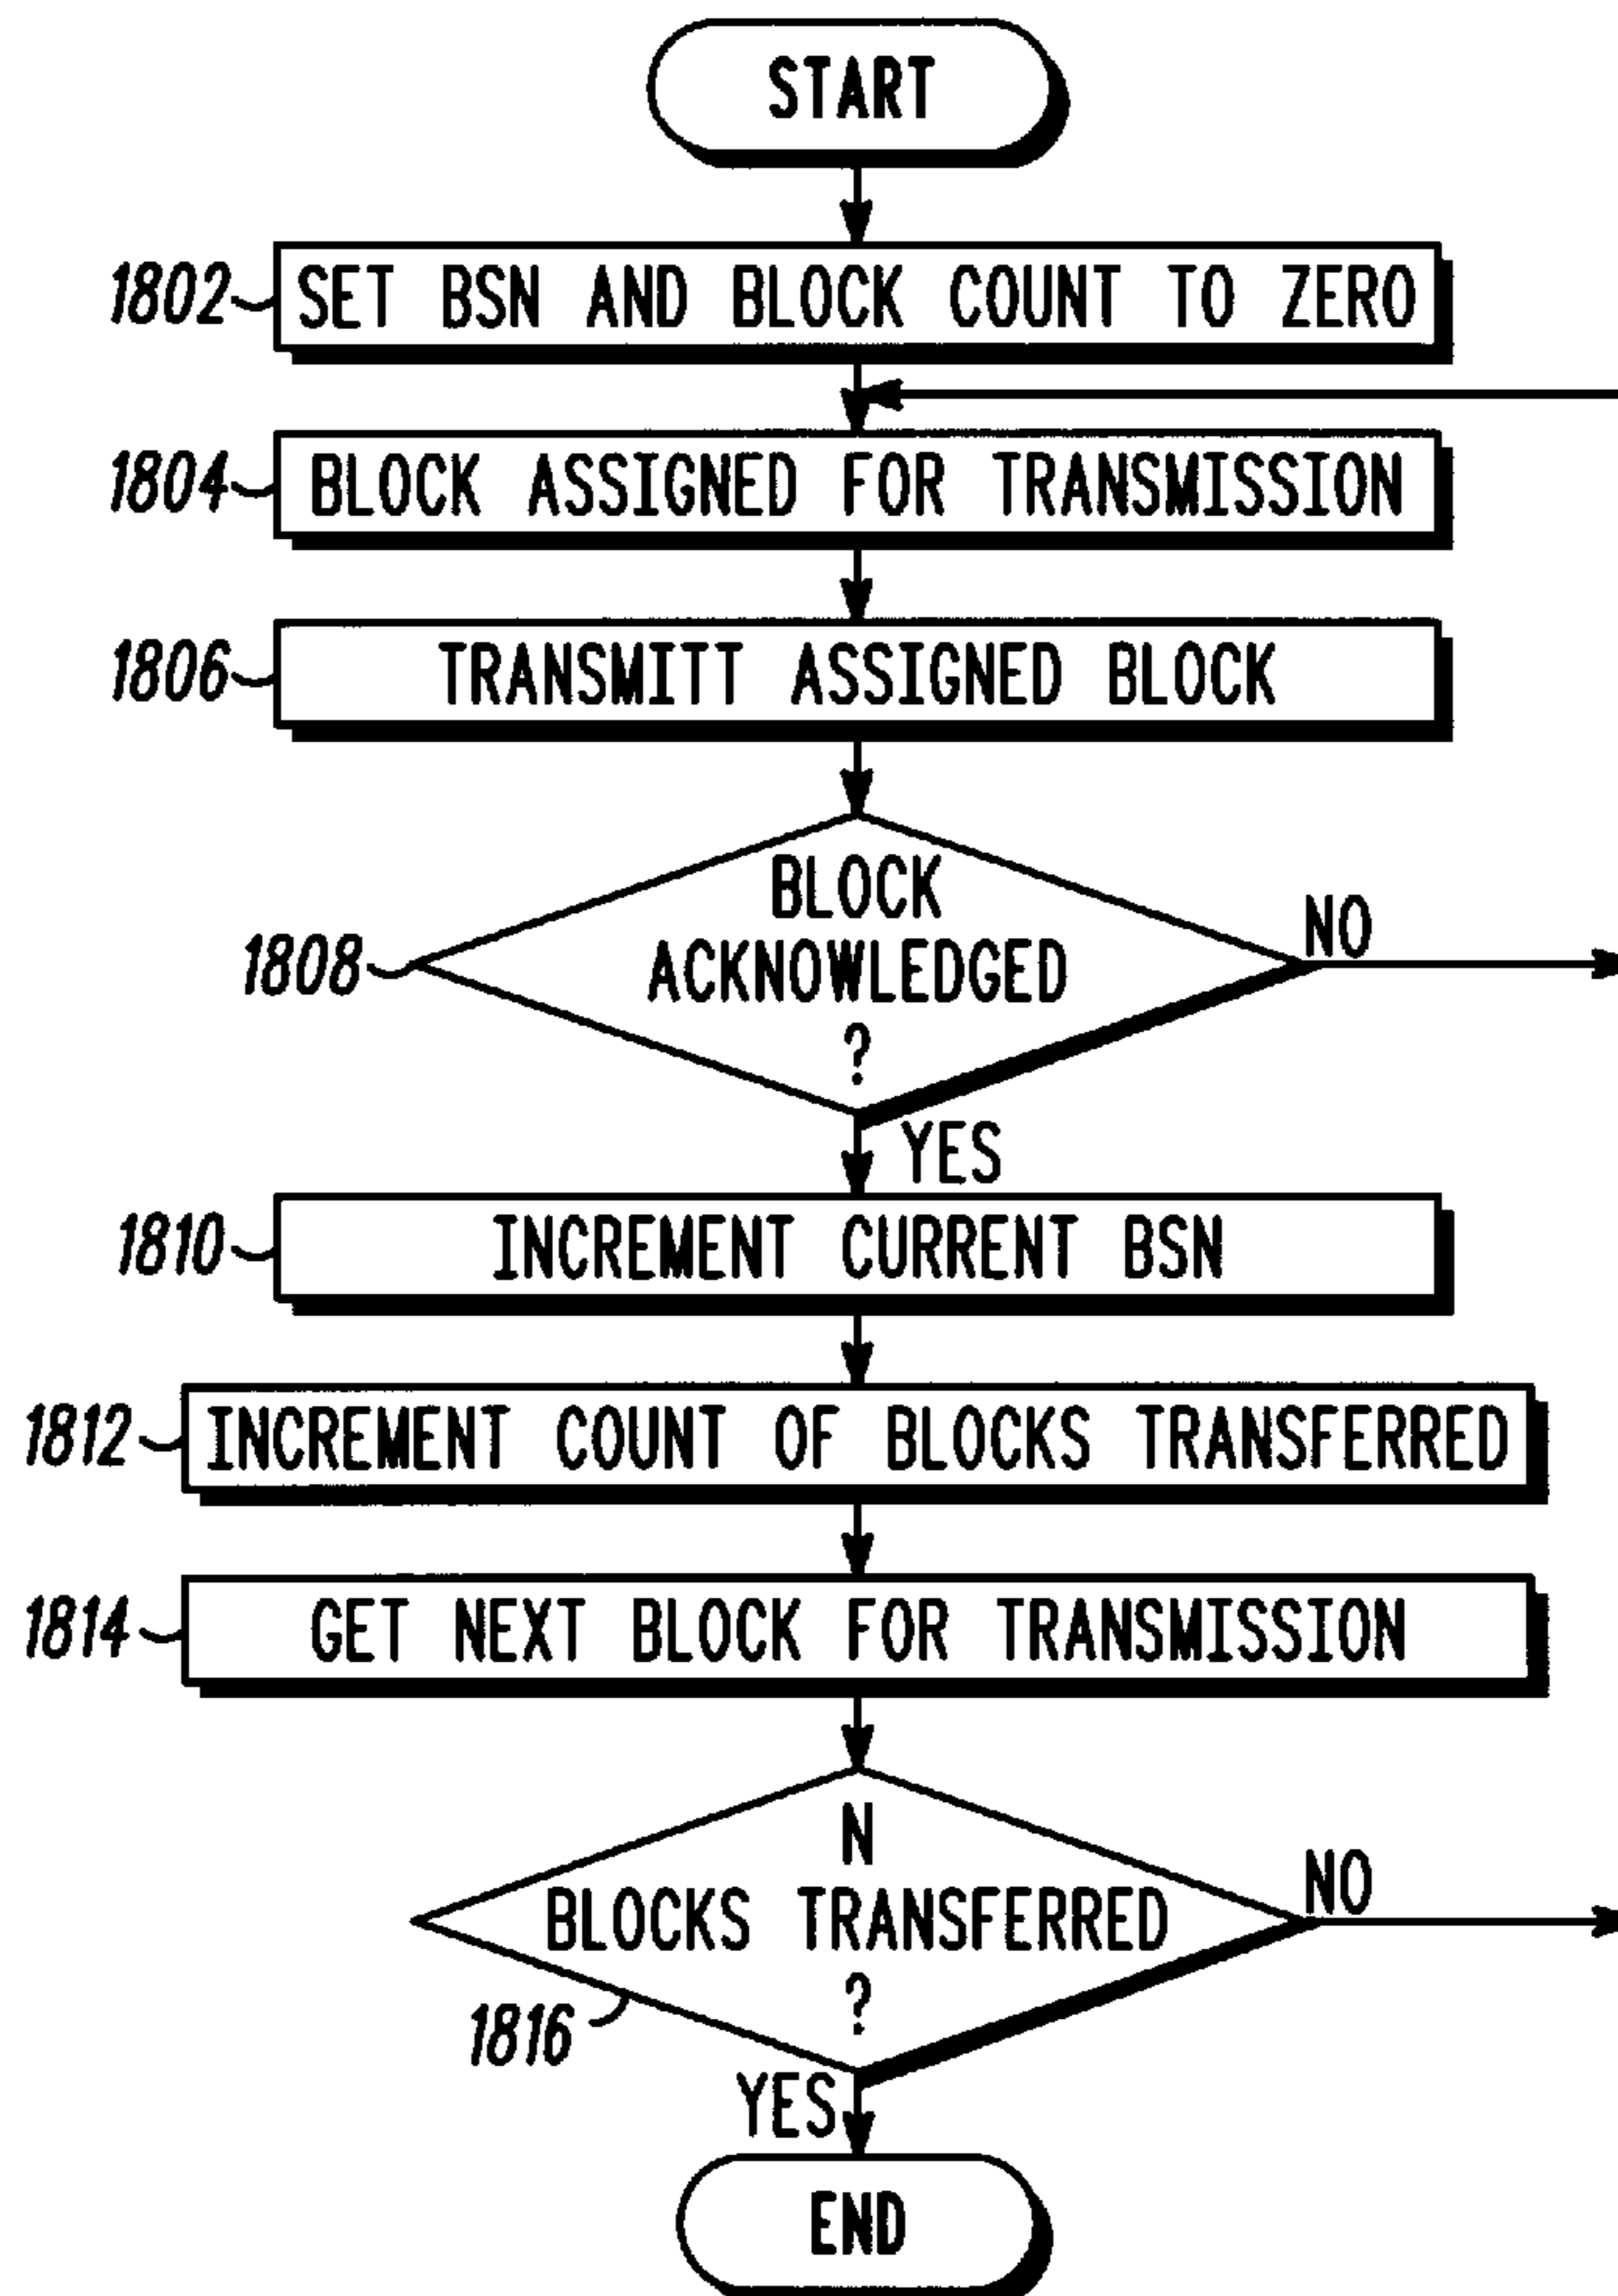 START
1802
SET BSN AND BLOCK COUNT TO ZERO
1804
BLOCK ASSIGNED FOR TRANSMISSION
1806
TRANSMITT ASSIGNED BLOCK
BLOCK
ACKNOWLEDGED
?
1808
NO
YES
1810
INCREMENT CURRENT BSN
1812
INCREMENT COUNT OF BLOCKS TRANSFERRED
1814
GET NEXT BLOCK FOR TRANSMISSION
N
BLOCKS TRANSFERRED
?
NO
1816
YES
END